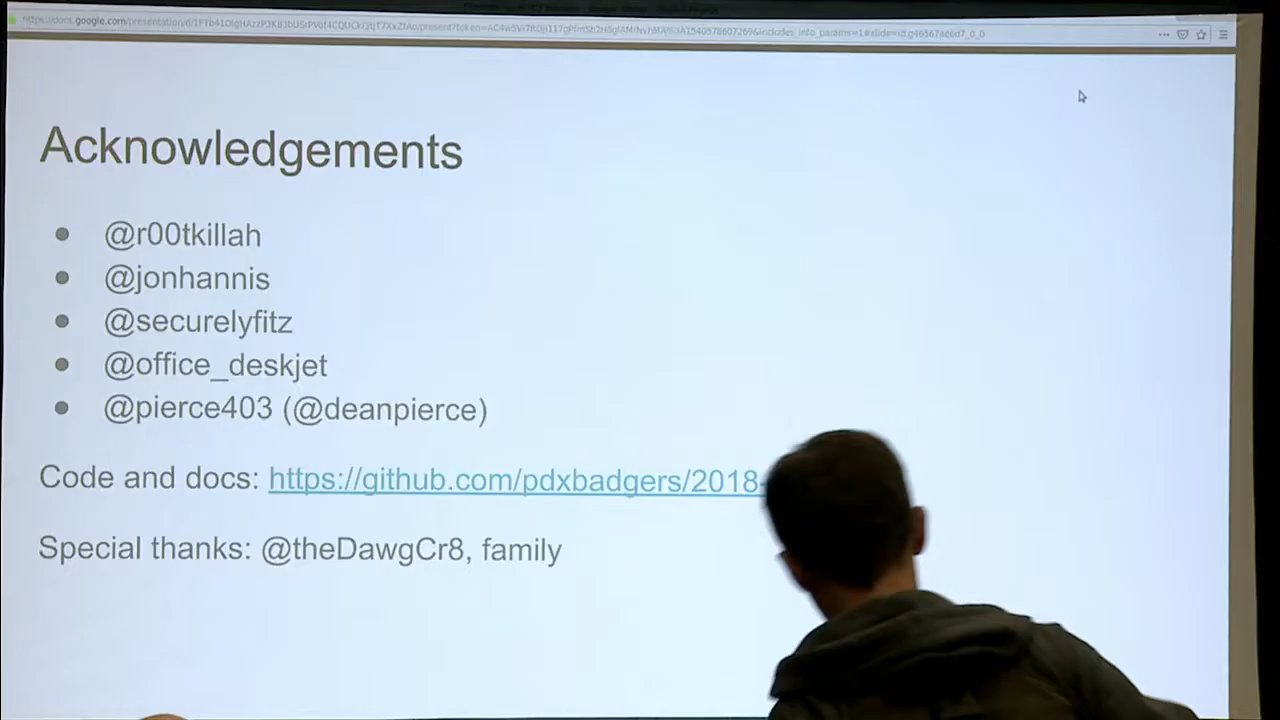 Acknowledgements
@r00tkillah
@jonhannis
@securelyfitz
@office_deskjet
@pierce403 (@deanpierce)
Code and docs: https://github.com/pdxbadgers/2018-
Special thanks: @theDawgCr8, family